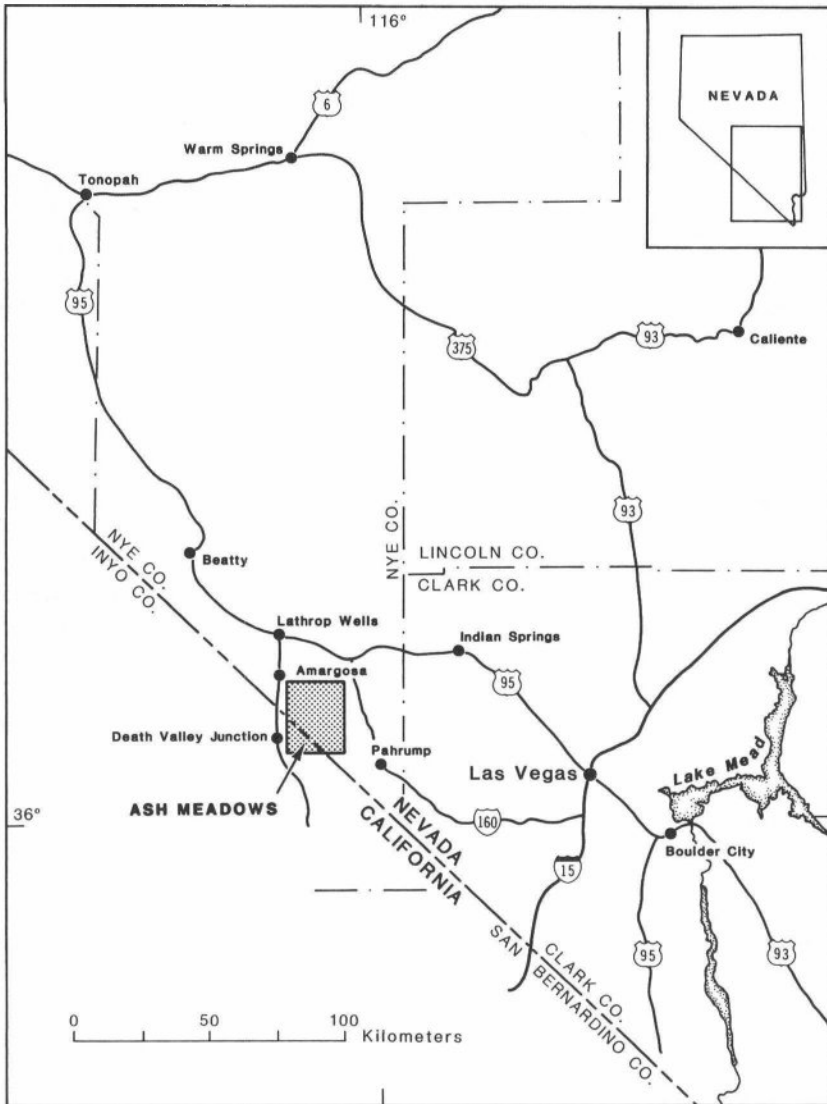 116°
NEVADA
6
Warm Springs
Tonopah
95
93
Caliente
375
93
NYE CO.
LINCOLN CO.
CLARK CO.
NYE CO.
INYO CO.
Beatty
Lathrop Wells
Indian Springs
Amargosa
95
Death Valley Junction
Pahrump
Las Vegas
Lake Mead
ASH MEADOWS
36°
NEVADA
CALIFORNIA
160
Boulder City
15
CLARK CO.
SAN BERNARDINO CO.
95
93
0 50 100
Kilometers